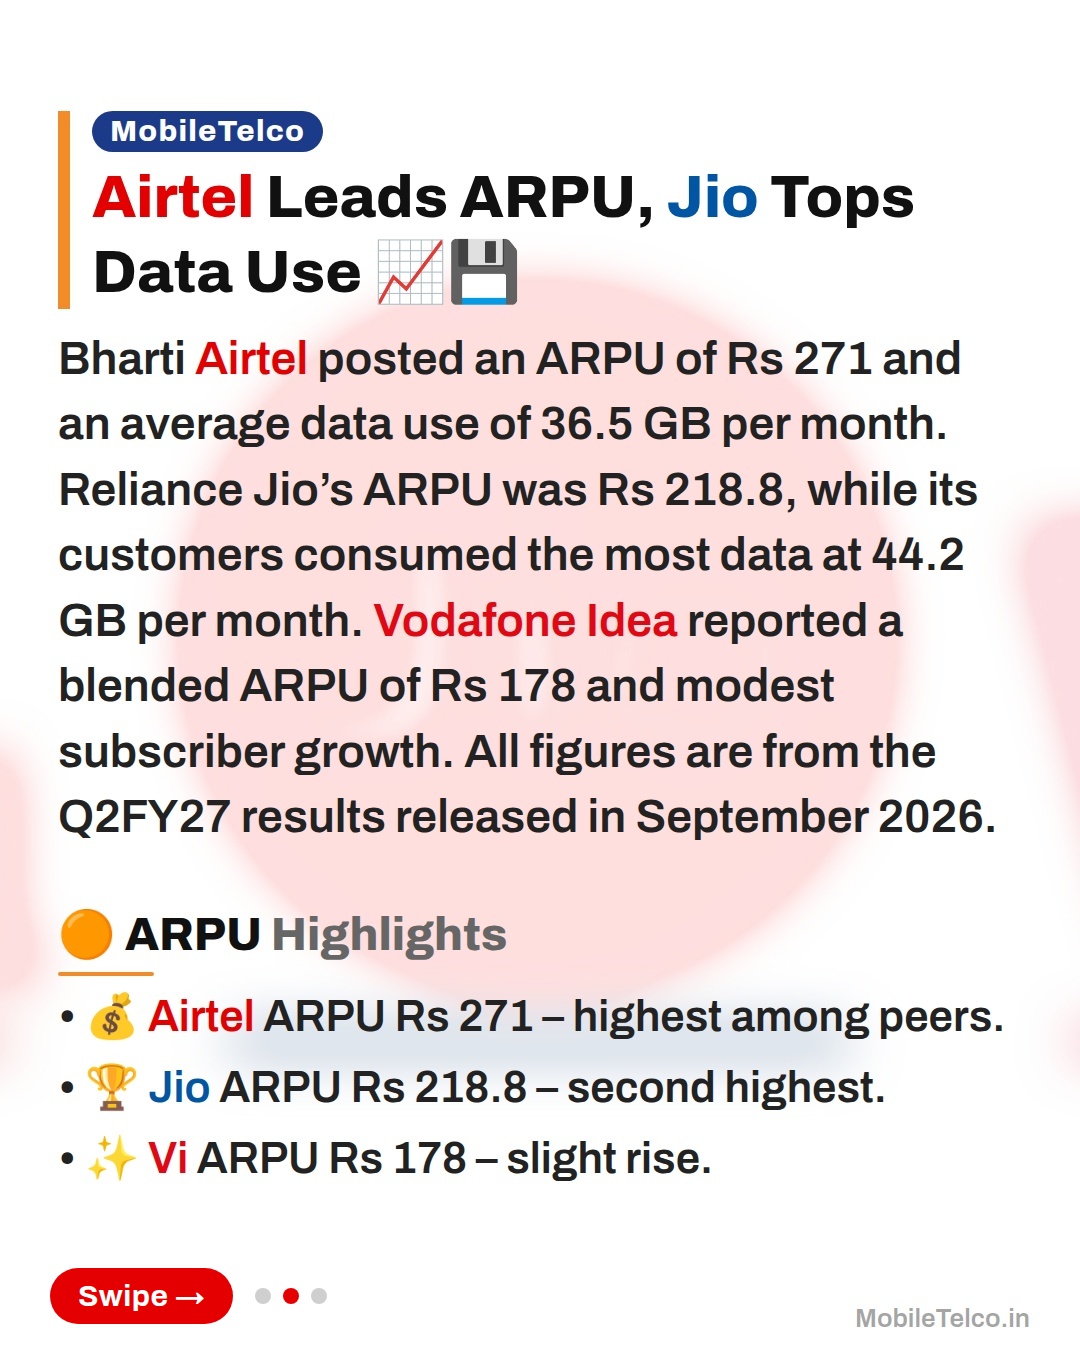 MobileTelco
Airtel Leads ARPU, Jio Tops
Data Use 📈💾
Bharti Airtel posted an ARPU of Rs 271 and
an average data use of 36.5 GB per month.
Reliance Jio’s ARPU was Rs 218.8, while its
customers consumed the most data at 44.2
GB per month. Vodafone Idea reported a
blended ARPU of Rs 178 and modest
subscriber growth. All figures are from the
Q2FY27 results released in September 2026.
🟠 ARPU Highlights
• 💰 Airtel ARPU Rs 271 – highest among peers.
• 🏆 Jio ARPU Rs 218.8 – second highest.
• ✨ Vi ARPU Rs 178 – slight rise.
Swipe →
MobileTelco.in